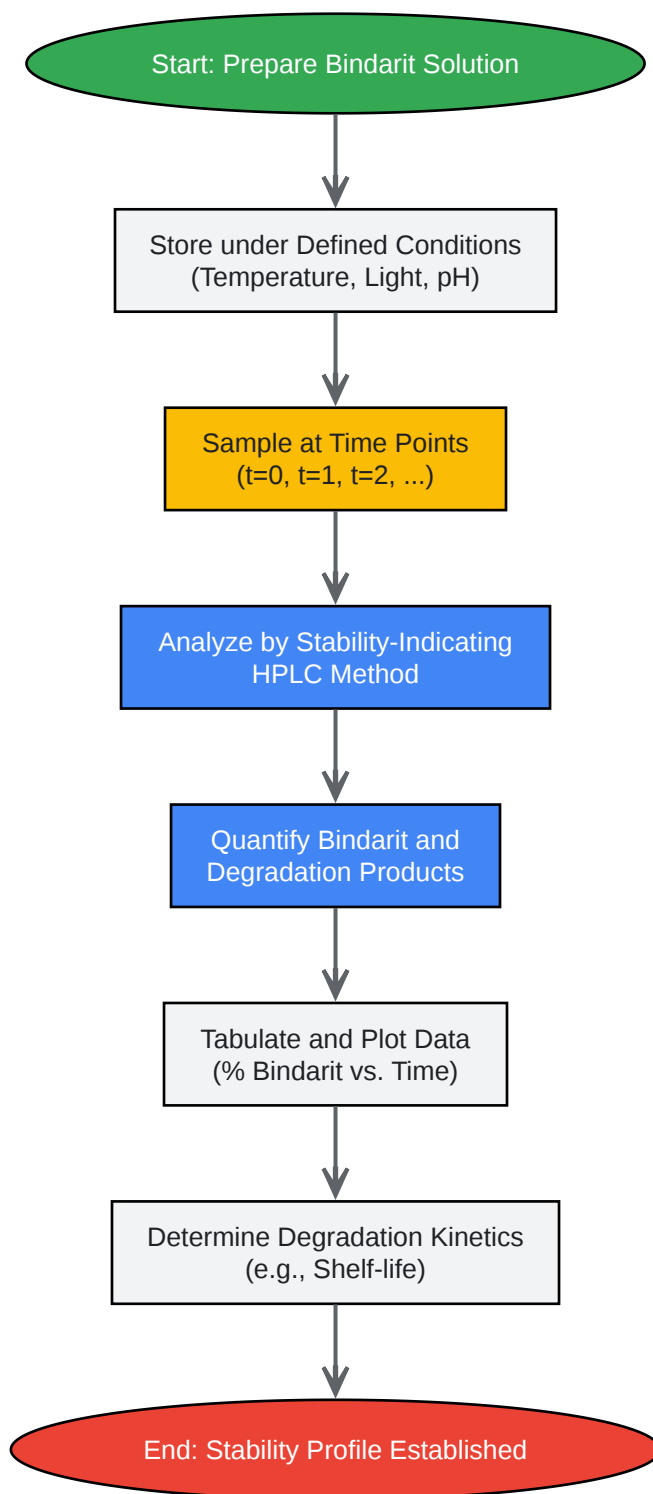 Start: Prepare Bindarit Solution
Store under Defined Conditions
(Temperature, Light, pH)
Sample at Time Points
(t=0, t=1, t=2, ...)
Analyze by Stability-Indicating
HPLC Method
Quantify Bindarit and
Degradation Products
Tabulate and Plot Data
(% Bindarit vs. Time)
Determine Degradation Kinetics
(e.g., Shelf-life)
End: Stability Profile Established